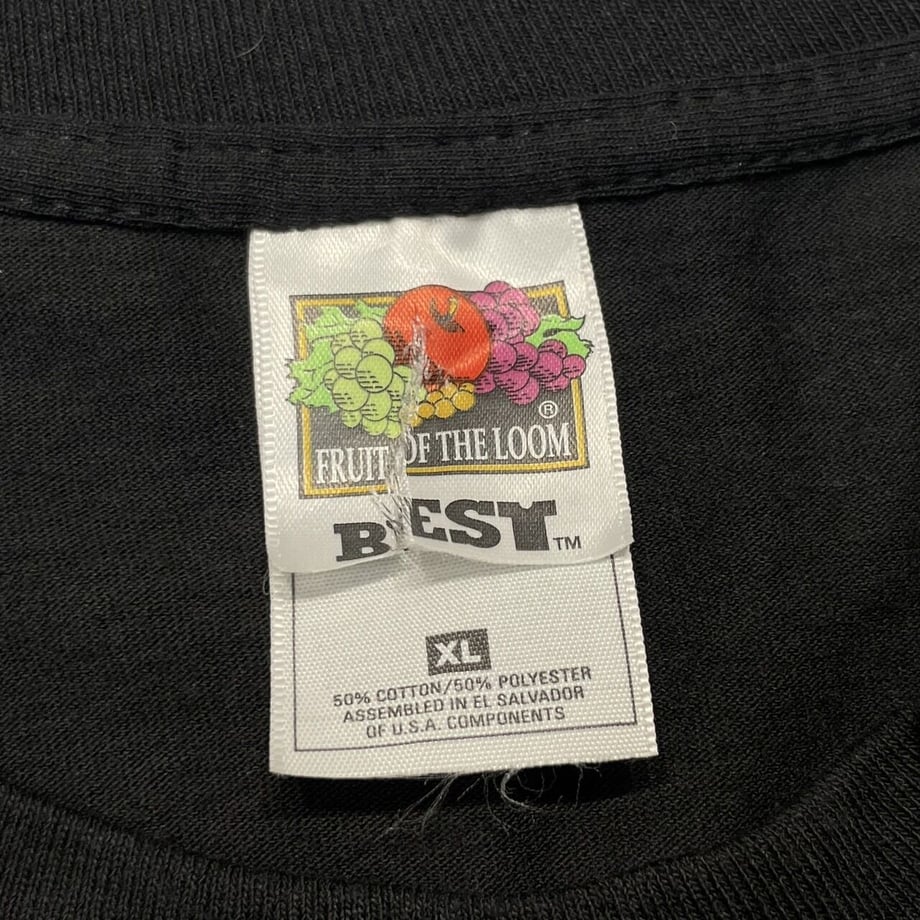 ®
FRUIT OF THE LOOM
BEST™
XL
50% COTTON/50% POLYESTER
ASSEMBLED IN EL SALVADOR
OF U.S.A. COMPONENTS